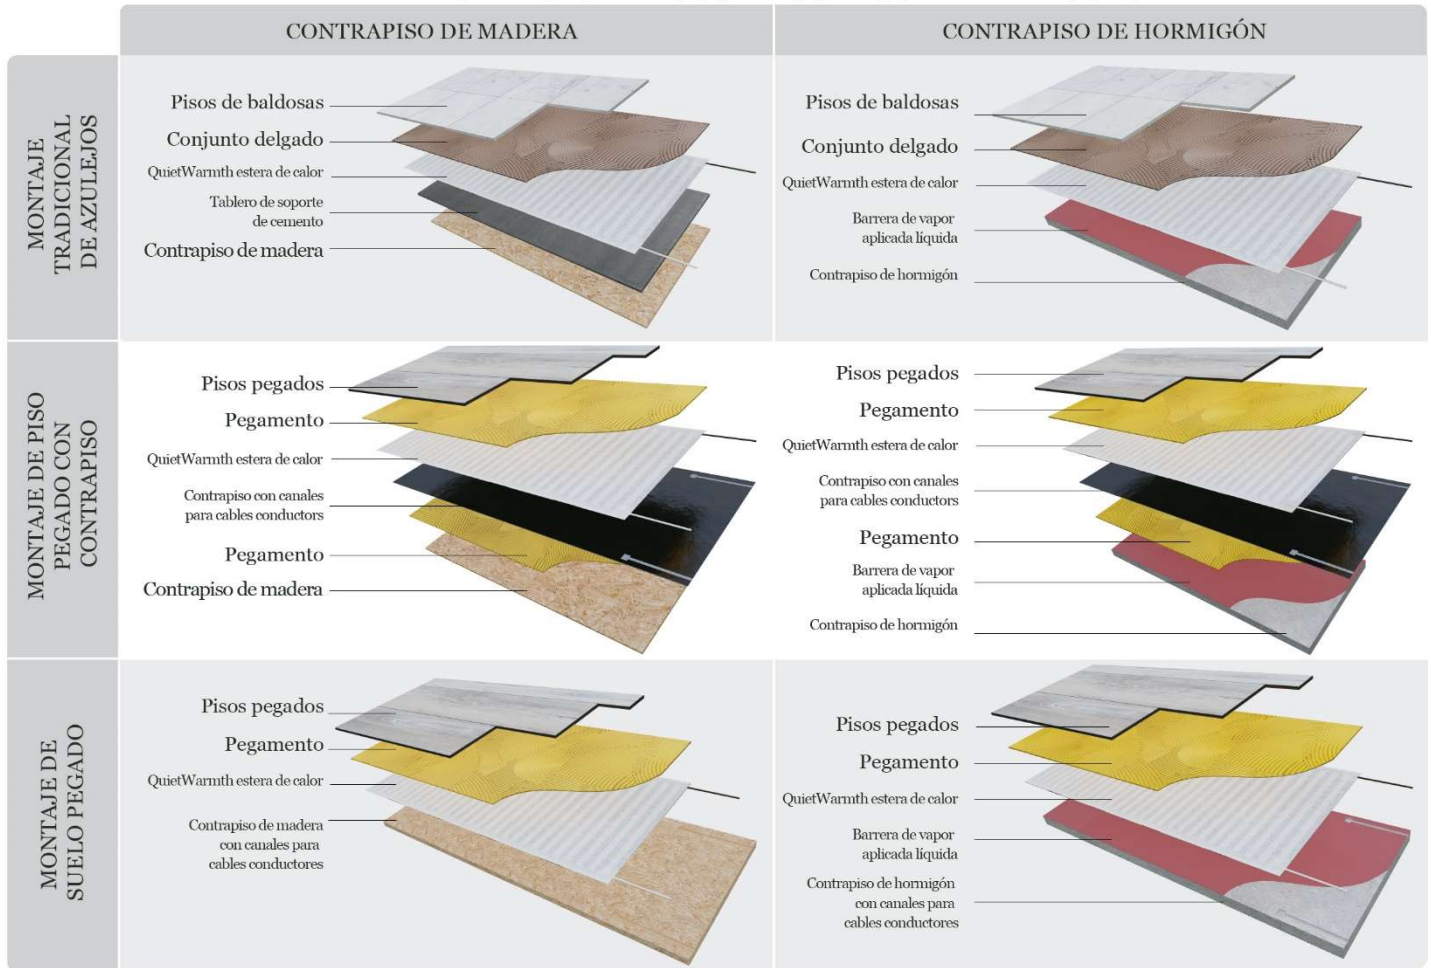 CONTRAPISO DE MADERA
CONTRAPISO DE HORMIGÓN
MONTAJE
TRADICIONAL
DE AZULEJOS
Pisos de baldosas
Conjunto delgado
QuietWarmth estera de calor
Tablero de soporte
de cemento
Contrapiso de madera
Pisos de baldosas
Conjunto delgado
QuietWarmth estera de calor
Barrera de vapor
aplicada líquida
Contrapiso de hormigón
MONTAJE DE PISO
PEGADO CON
CONTRAPISO
Pisos pegados
Pegamento
QuietWarmth estera de calor
Contrapiso con canales
para cables conductors
Pegamento
Contrapiso de madera
Pisos pegados
Pegamento
QuietWarmth estera de calor
Contrapiso con canales
para cables conductors
Pegamento
Barrera de vapor
aplicada líquida
Contrapiso de hormigón
MONTAJE DE
SUELO PEGADO
Pisos pegados
Pegamento
QuietWarmth estera de calor
Contrapiso de madera
con canales para
cables conductores
Pisos pegados
Pegamento
QuietWarmth estera de calor
Barrera de vapor
aplicada líquida
Contrapiso de hormigón
con canales para
cables conductores